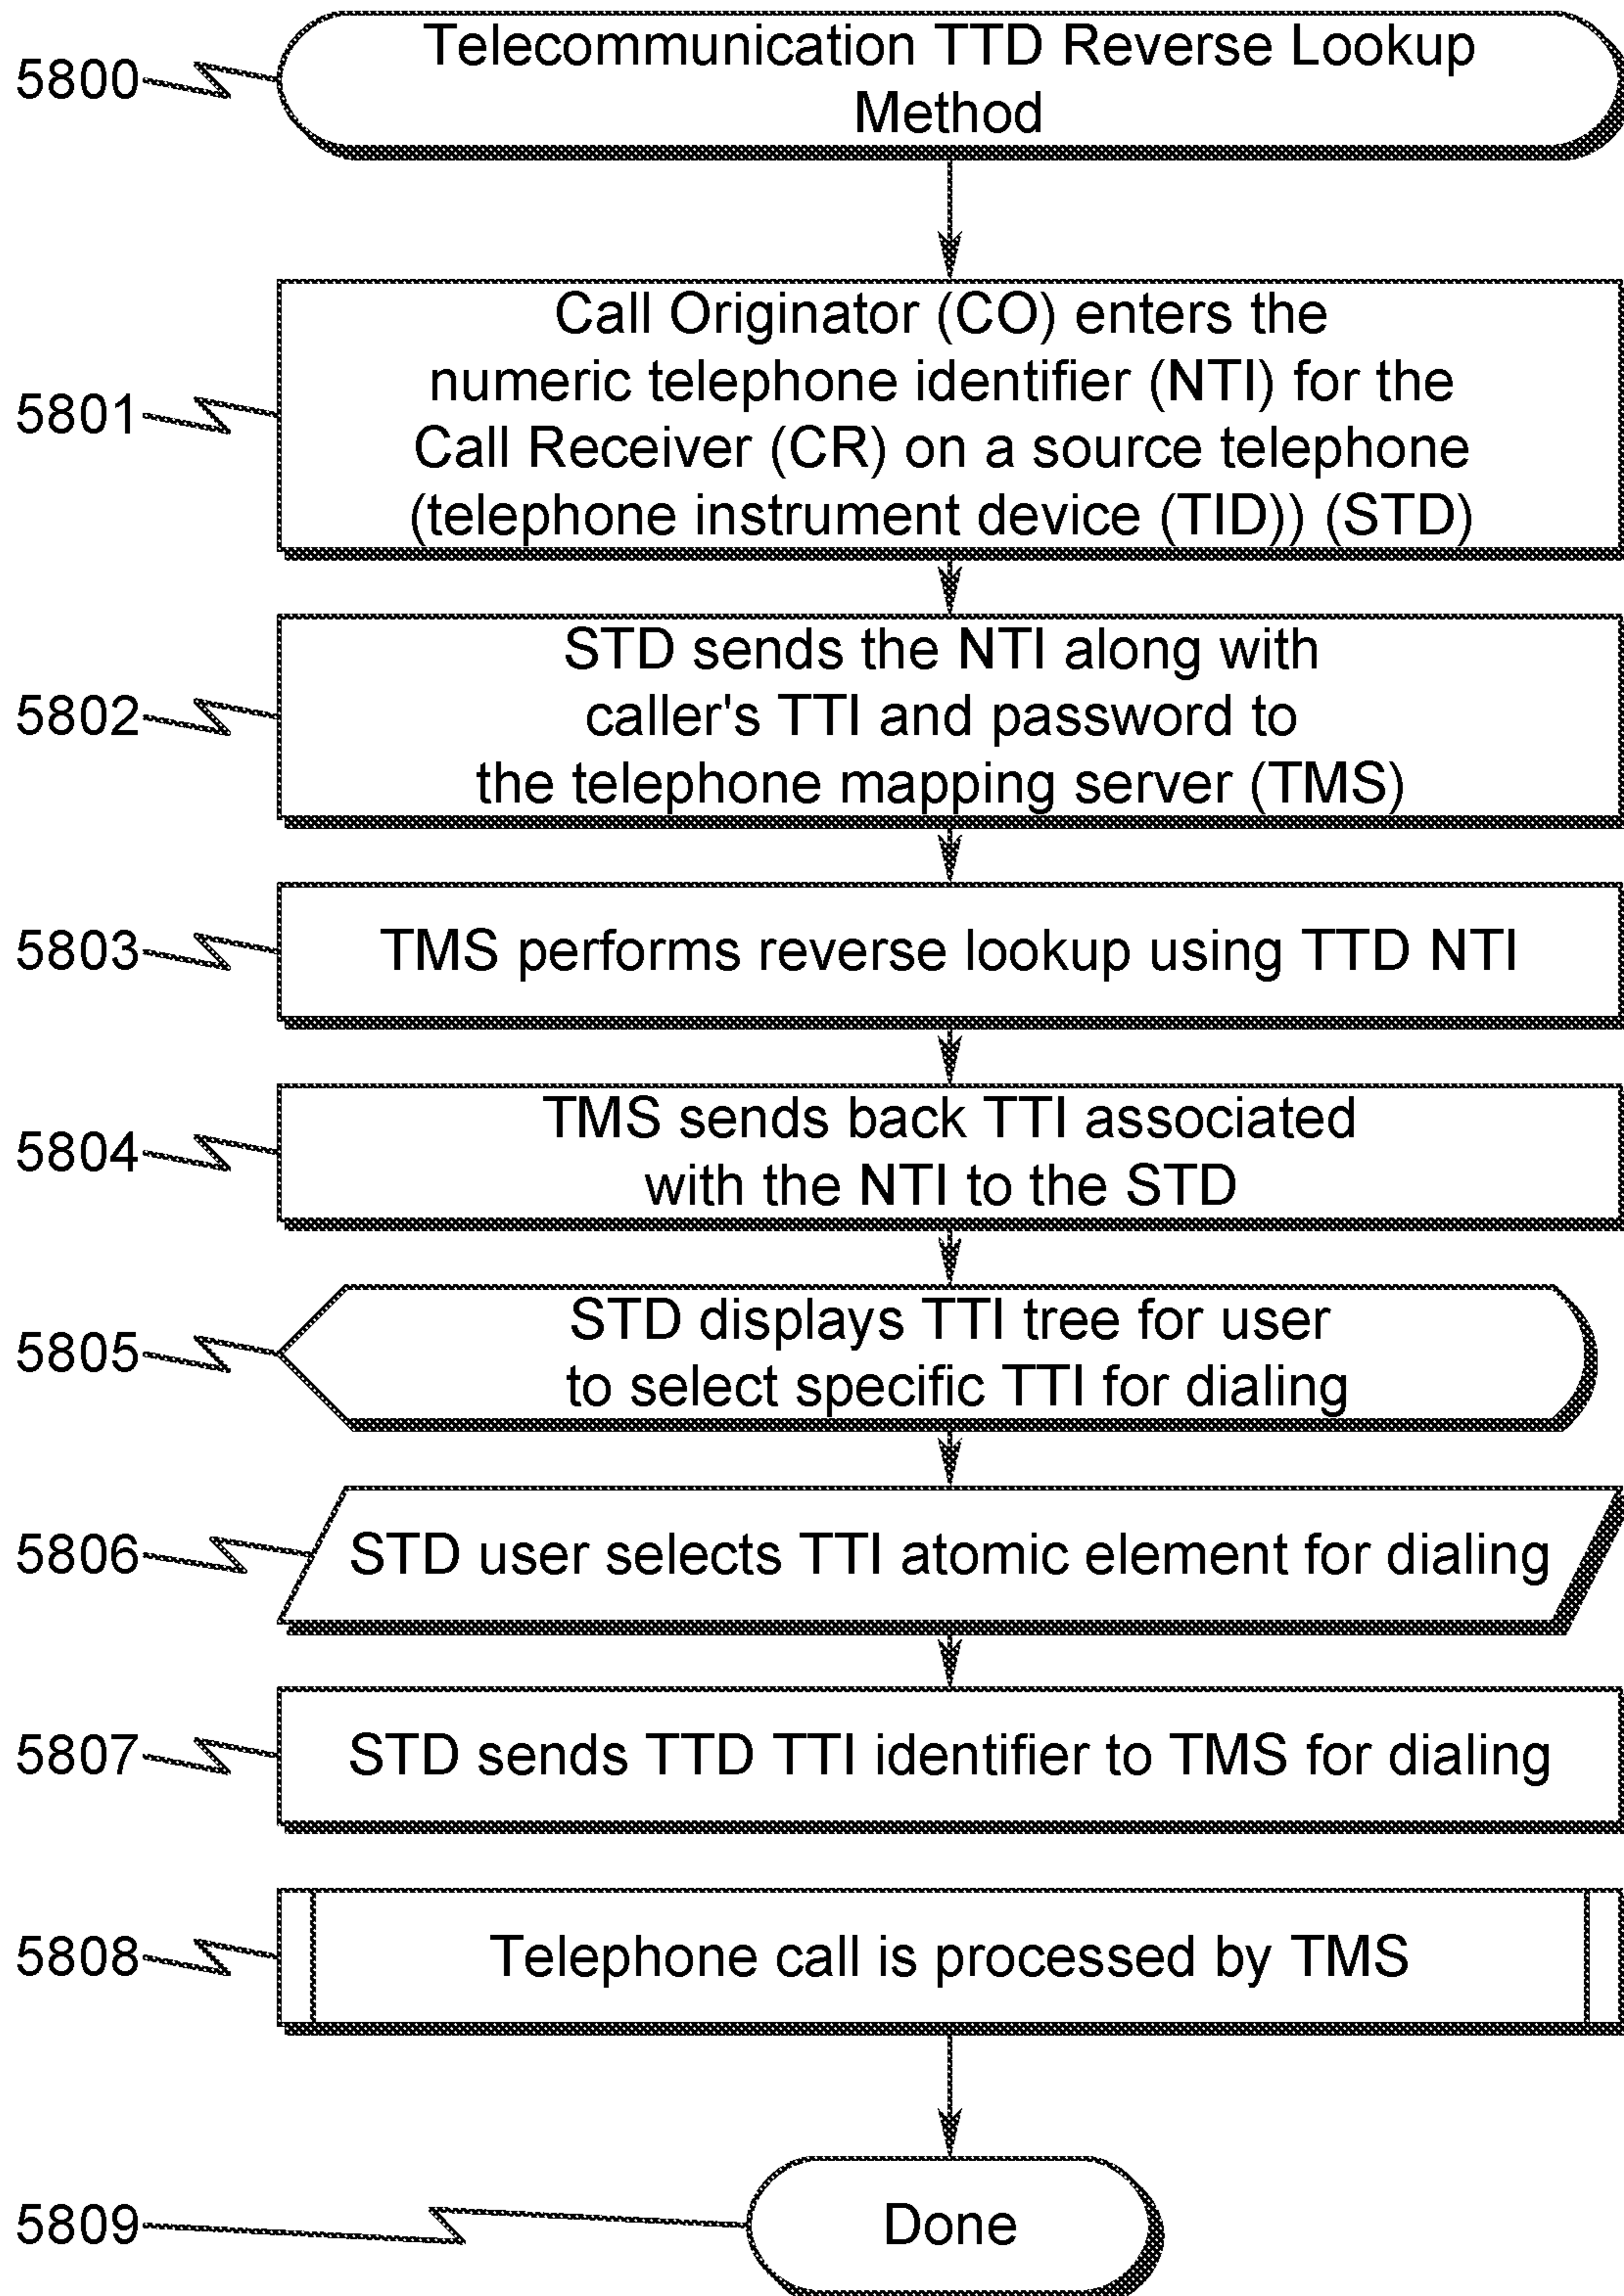 5800
Telecommunication TTD Reverse Lookup
Method
5801
Call Originator (CO) enters the
numeric telephone identifier (NTI) for the
Call Receiver (CR) on a source telephone
(telephone instrument device (TID)) (STD)
5802
STD sends the NTI along with
caller's TTI and password to
the telephone mapping server (TMS)
5803
TMS performs reverse lookup using TTD NTI
5804
TMS sends back TTI associated
with the NTI to the STD
5805
STD displays TTI tree for user
to select specific TTI for dialing
5806
STD user selects TTI atomic element for dialing
5807
STD sends TTD TTI identifier to TMS for dialing
5808
Telephone call is processed by TMS
5809
Done